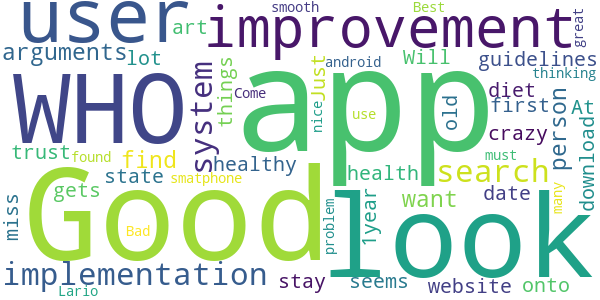 user art improvement smooth Best great
arguments lot Will guidelines
WHO system things Just android app thinking
Come diet
nice use old first person At
trust found find healthy crazy download
state smatphone health search must
miss gets Good Bad problem 1year look want date many
implementation stay seems website onto
Lario